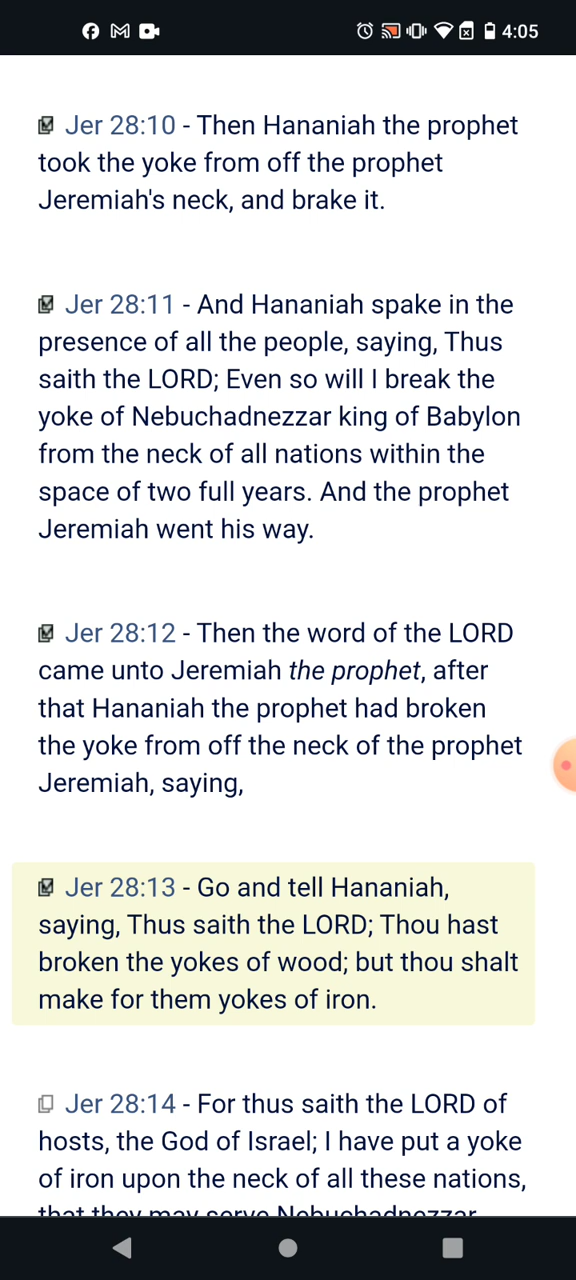 4:05
Jer 28:10 - Then Hananiah the prophet
took the yoke from off the prophet
Jeremiah's neck, and brake it.
Jer 28:11 - And Hananiah spake in the
presence of all the people, saying, Thus
saith the LORD; Even so will I break the
yoke of Nebuchadnezzar king of Babylon
from the neck of all nations within the
space of two full years. And the prophet
Jeremiah went his way.
Jer 28:12 - Then the word of the LORD
came unto Jeremiah the prophet, after
that Hananiah the prophet had broken
the yoke from off the neck of the prophet
Jeremiah, saying,
Jer 28:13 - Go and tell Hananiah,
saying, Thus saith the LORD; Thou hast
broken the yokes of wood; but thou shalt
make for them yokes of iron.
Jer 28:14 - For thus saith the LORD of
hosts, the God of Israel; I have put a yoke
of iron upon the neck of all these nations,
that they may serve Nebuchadnezzar